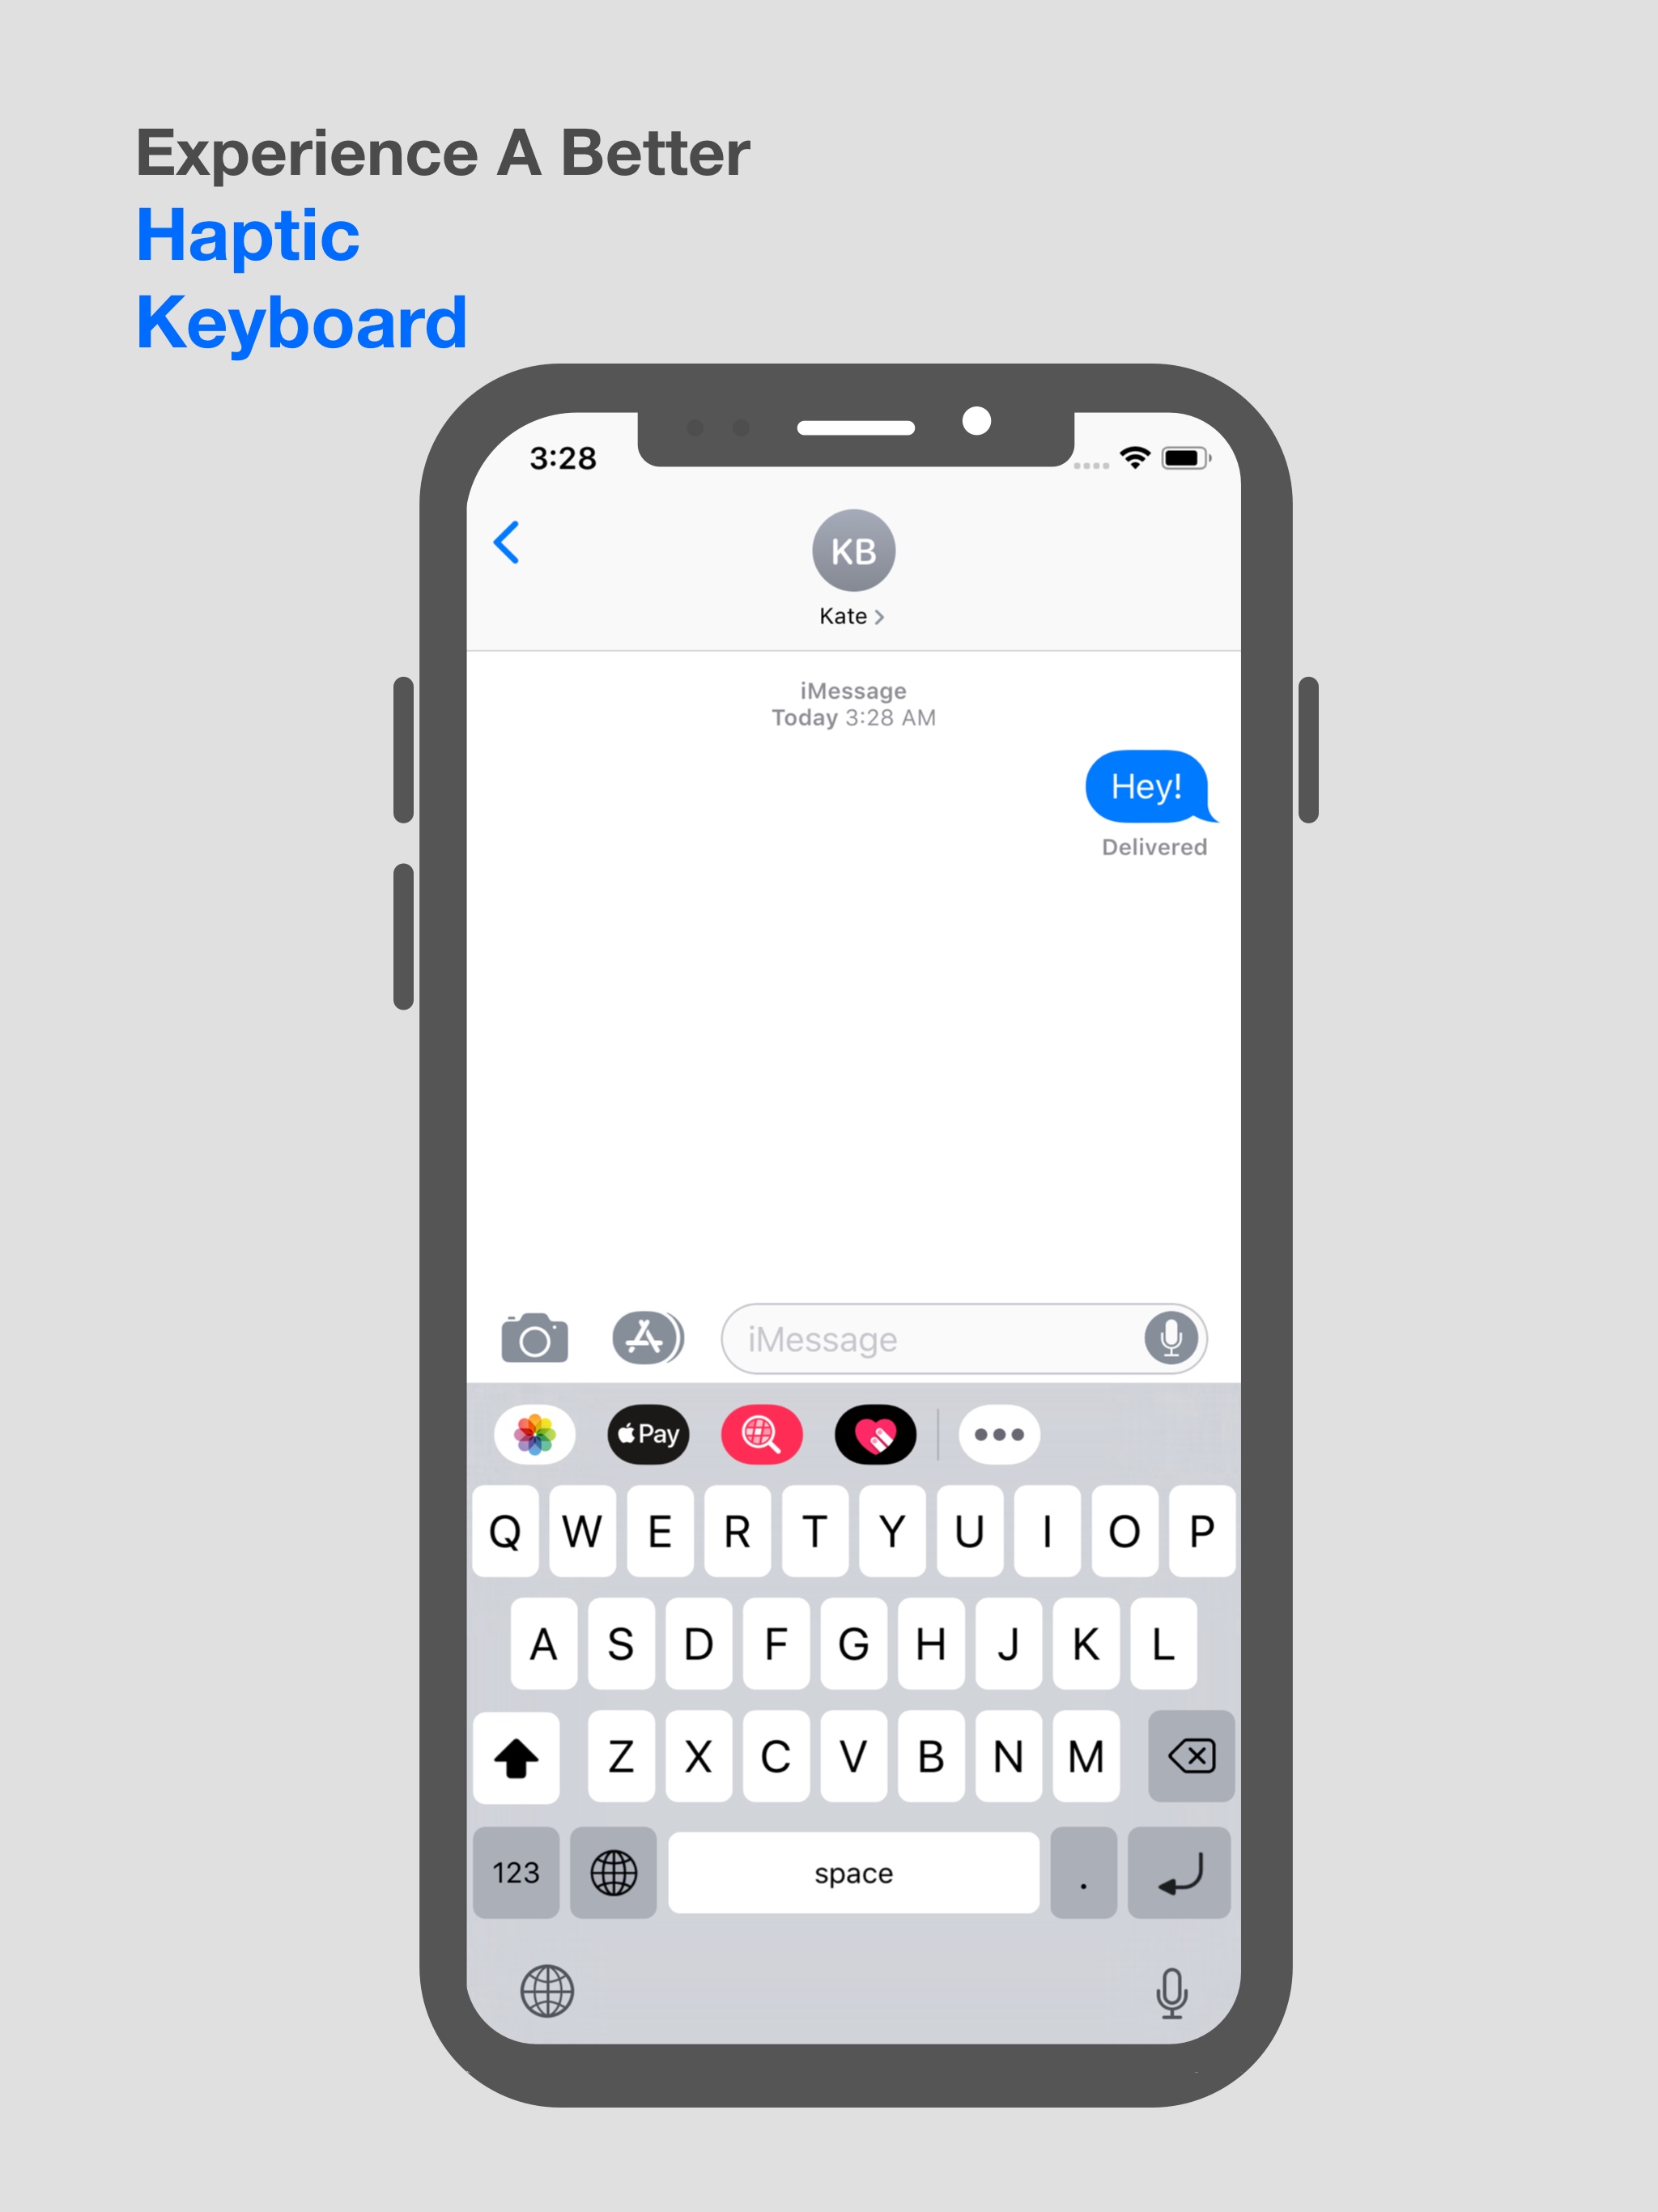 Experience A Better
Haptic
Keyboard
3:28
KB
Kate
iMessage
Today 3:28 AM
Hey!
Delivered
iMessage
Pay
Q W E R T Y U I O P
A S D F G H J K L
Z X C V B N M
123 space .